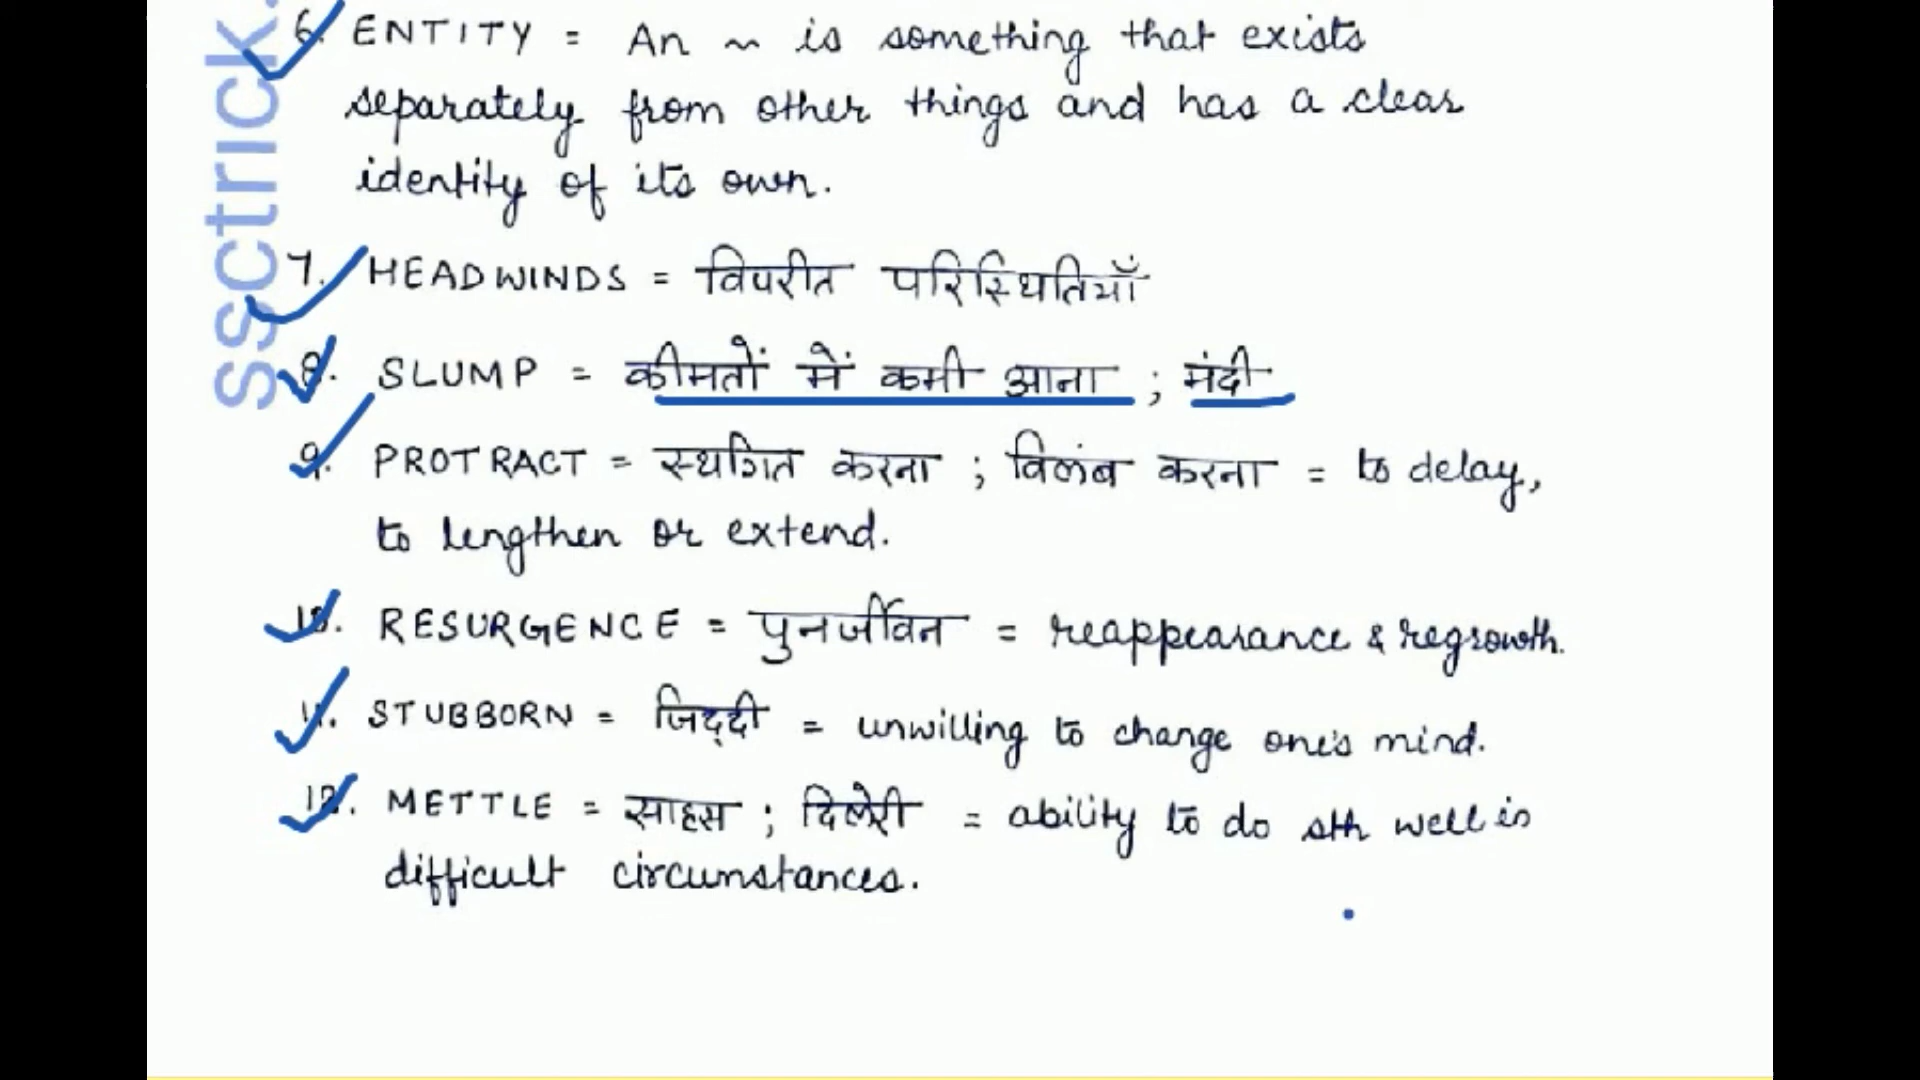 6. ENTITY = An ~ is something that exists
separately from other things and has a clear
identity of its own.
7. HEADWINDS = विपरीत परिस्थितियाँ
8. SLUMP = कीमतों में कमी आना ; मंदी
9. PROTRACT = स्थगित करना ; विलंब करना = to delay,
to lengthen or extend.
10. RESURGENCE = पुनर्जीवन = reappearance & regrowth.
11. STUBBORN = जिद्दी = unwilling to change one's mind.
12. METTLE = साहस ; दिलेरी = ability to do sth well is
difficult circumstances.
ssctrick.